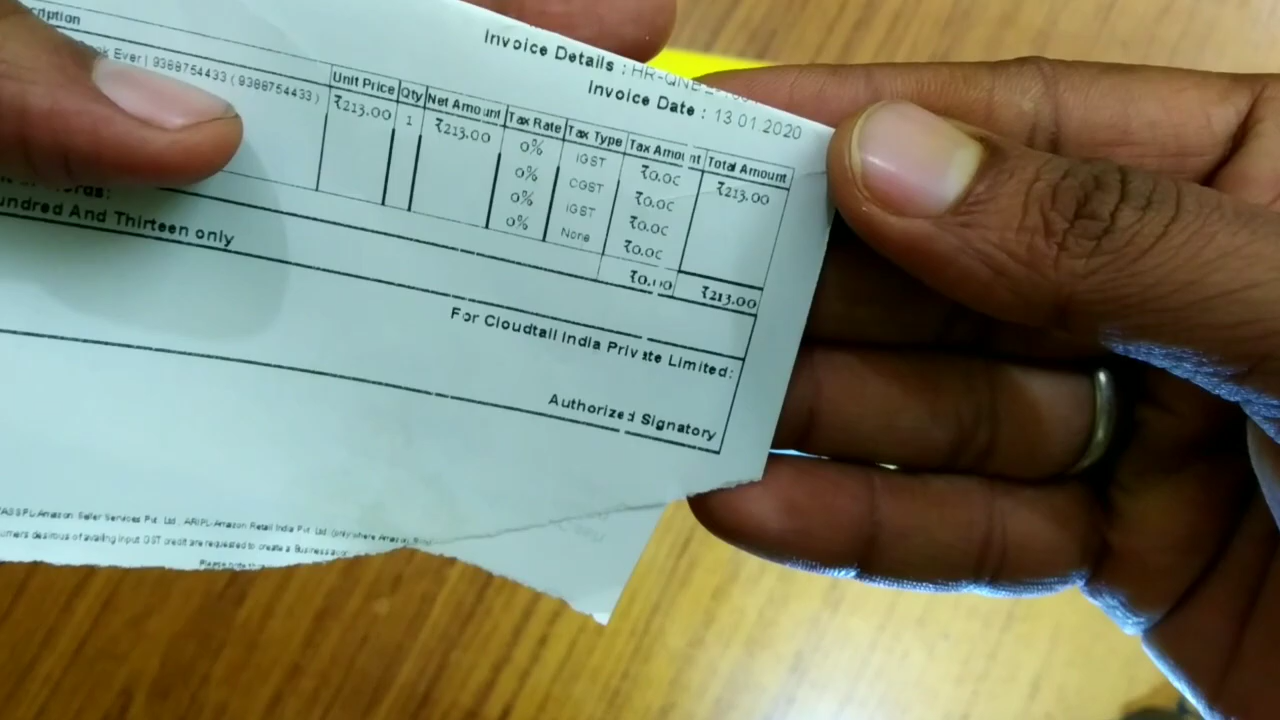 Invoice Details : HR-QNE
Invoice Date : 13.01.2020
cription
Unit Price Qty Net Amount Tax Rate Tax Type Tax Amount Total Amount
Ever | 9388754433 ( 9388754433 )
₹213.00 1 ₹213.00 0% IGST ₹0.00 ₹213.00
0% CGST ₹0.00
0% IGST ₹0.00
0% None ₹0.00
₹0.00 ₹213.00
rds:
undred And Thirteen only
For Cloudtail India Private Limited:
Authorized Signatory
ASSPL-Amazon Seller Services Pvt. Ltd., ARIPL-Amazon Retail India Pvt. Ltd. (only where Amazon
umers desirous of availing input GST credit are requested to create a Business
Please note